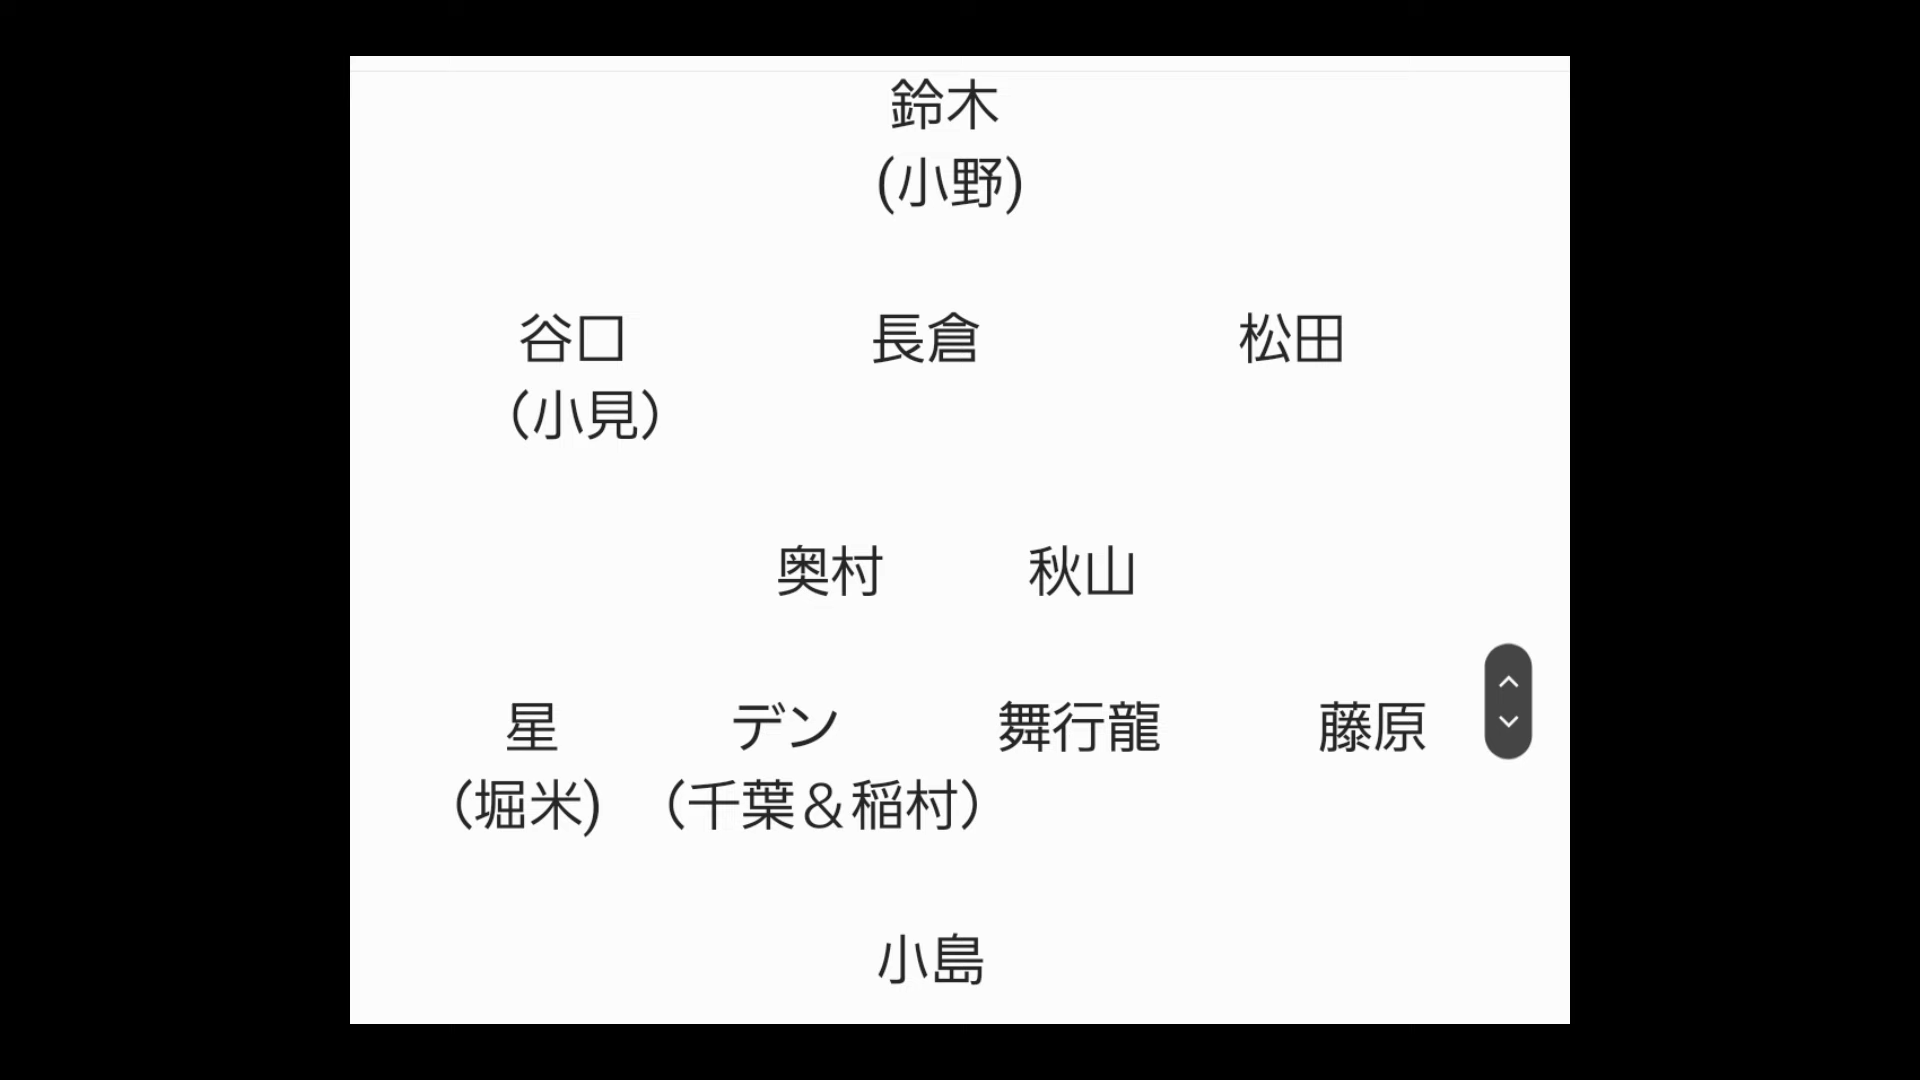 鈴木
(小野)
谷口 長倉 松田
（小見）
奥村 秋山
星 デン 舞行龍 藤原
（堀米) （千葉＆稲村）
小島